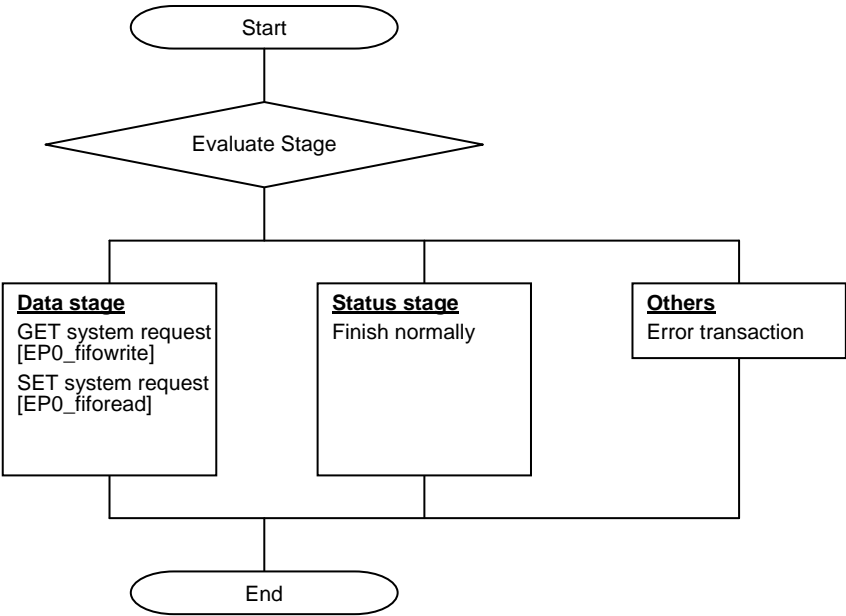 Start
Evaluate Stage
Data stage
GET system request
[EP0_fifowrite]
SET system request
[EP0_fiforead]
Status stage
Finish normally
Others
Error transaction
End